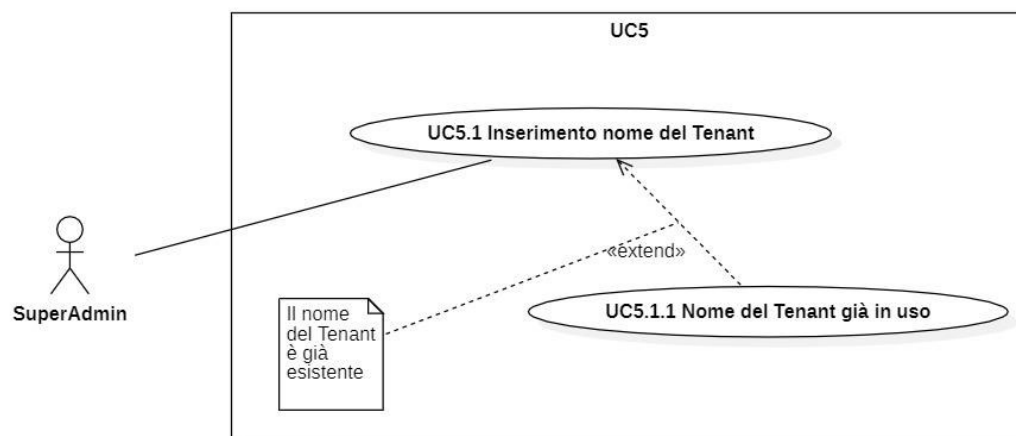 UC5
UC5.1 Inserimento nome del Tenant
«extend»
SuperAdmin
Il nome
del Tenant
è già
esistente
UC5.1.1 Nome del Tenant già in uso